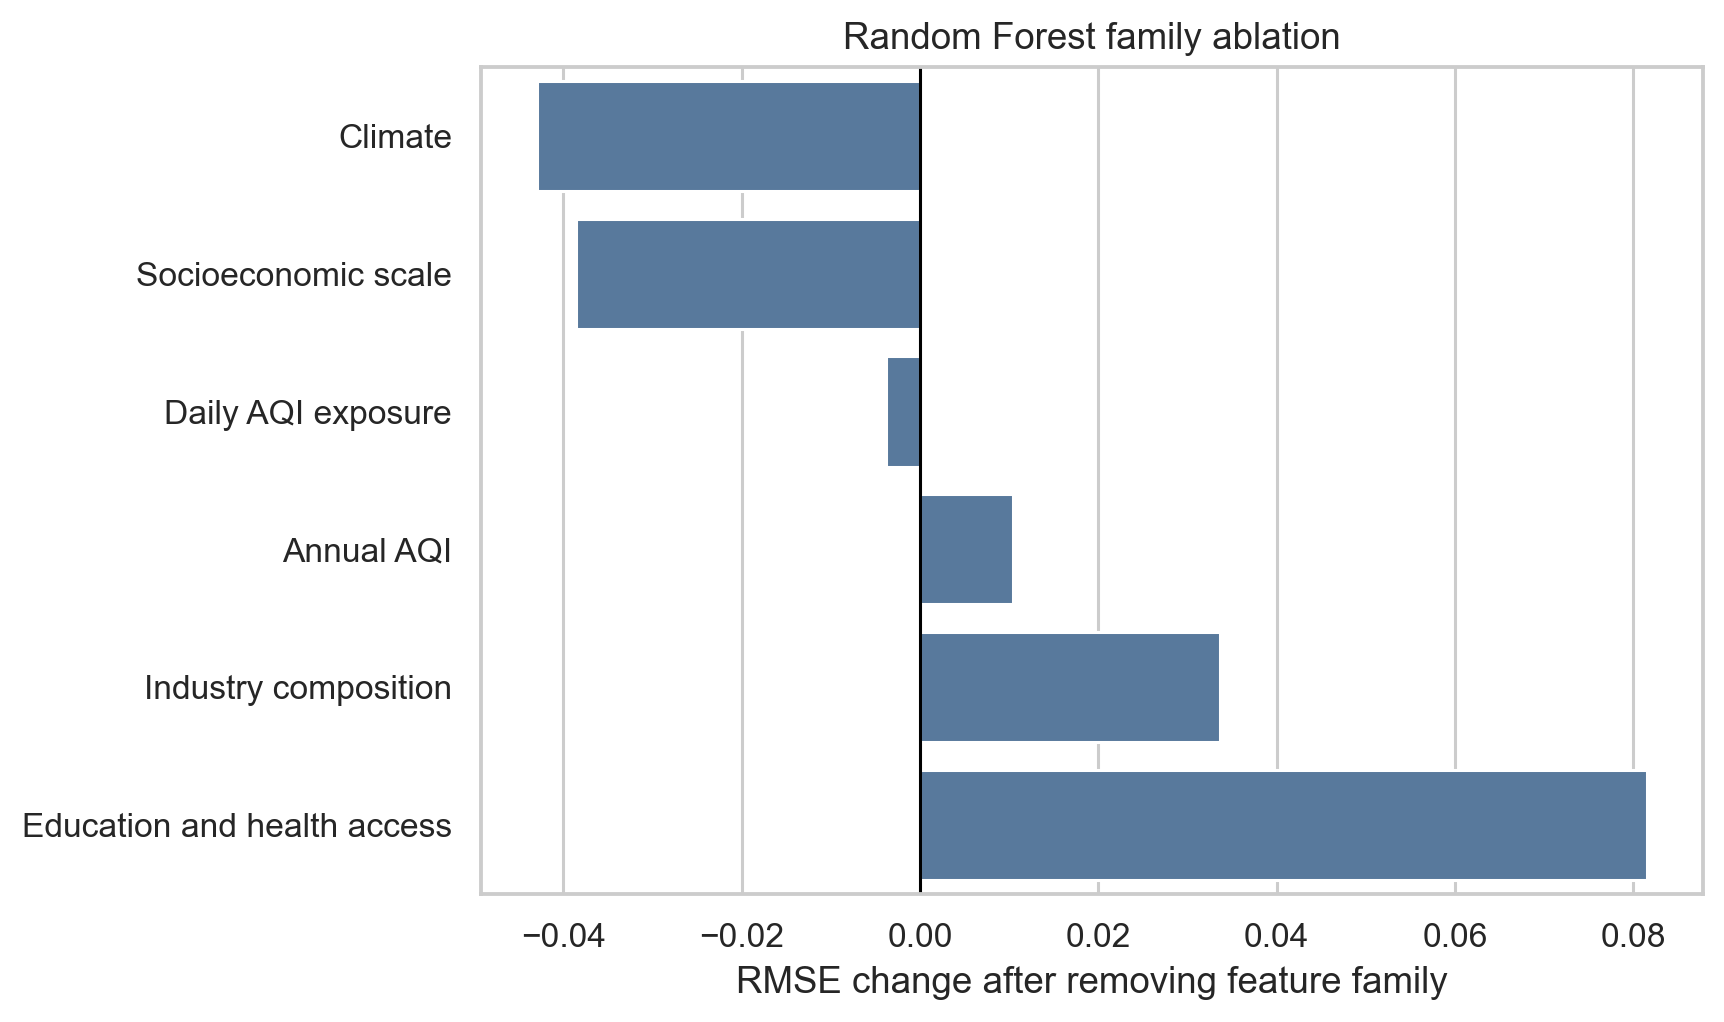 Random Forest family ablation
Climate
Socioeconomic scale
Daily AQI exposure
Annual AQI
Industry composition
Education and health access
−0.04 −0.02 0.00 0.02 0.04 0.06 0.08
RMSE change after removing feature family